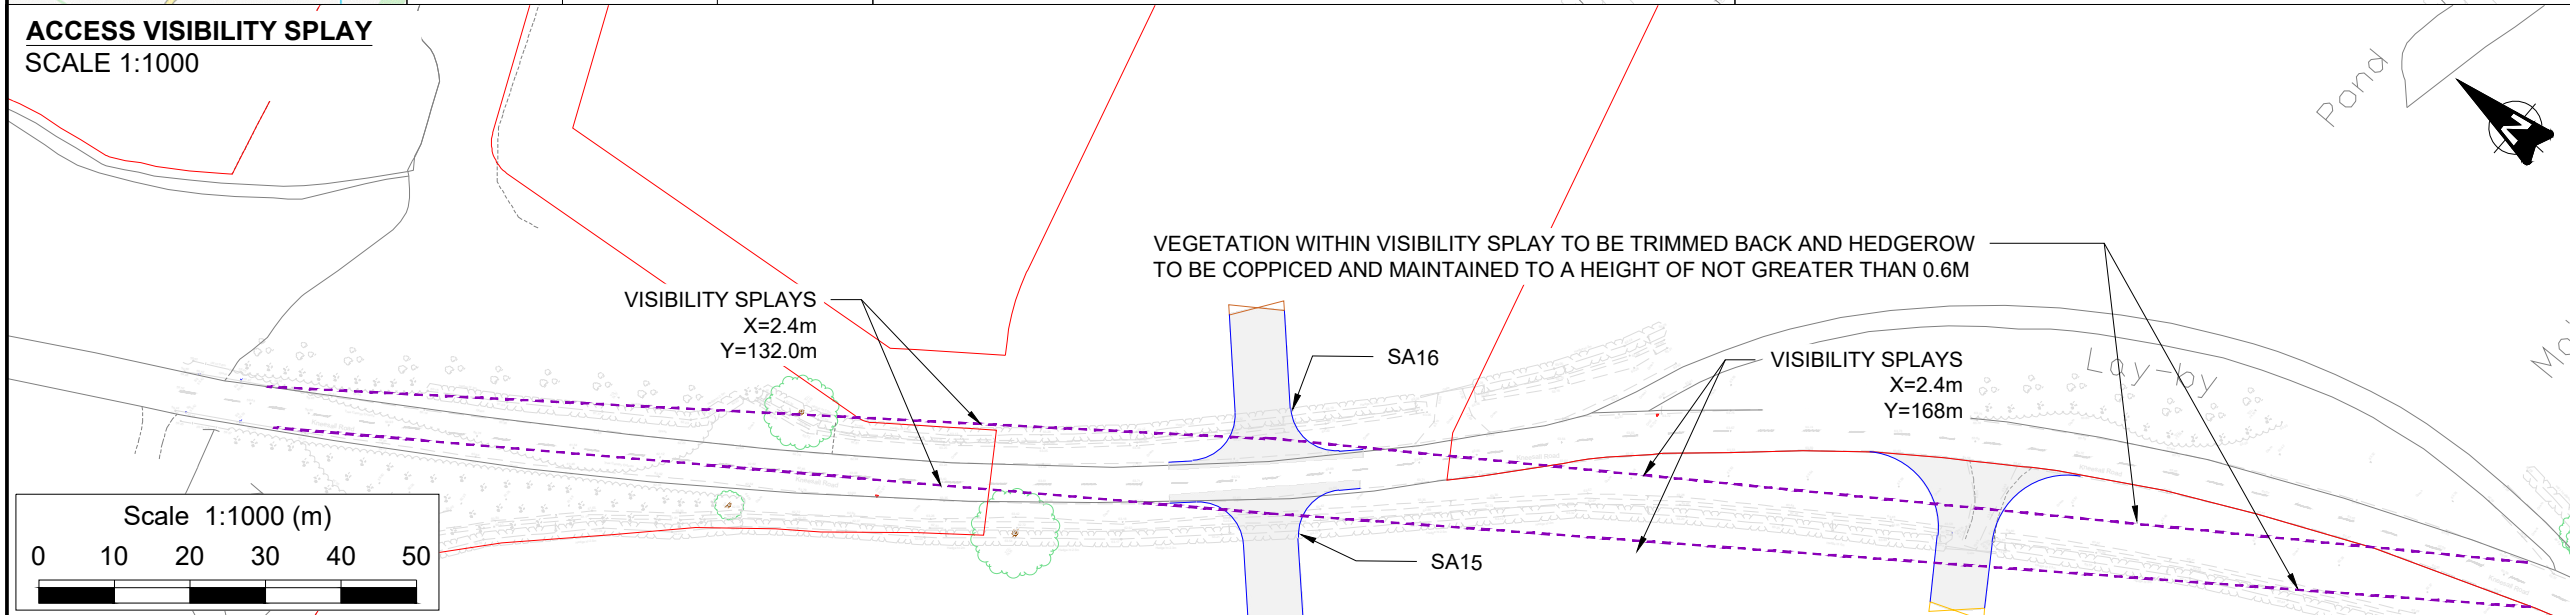 ACCESS VISIBILITY SPLAY
SCALE 1:1000
Pond
N
VEGETATION WITHIN VISIBILITY SPLAY TO BE TRIMMED BACK AND HEDGEROW
TO BE COPPICED AND MAINTAINED TO A HEIGHT OF NOT GREATER THAN 0.6M
VISIBILITY SPLAYS
X=2.4m
Y=132.0m
SA16
VISIBILITY SPLAYS
X=2.4m
Y=168m
Lay-by
SA15
Scale 1:1000 (m)
0 10 20 30 40 50